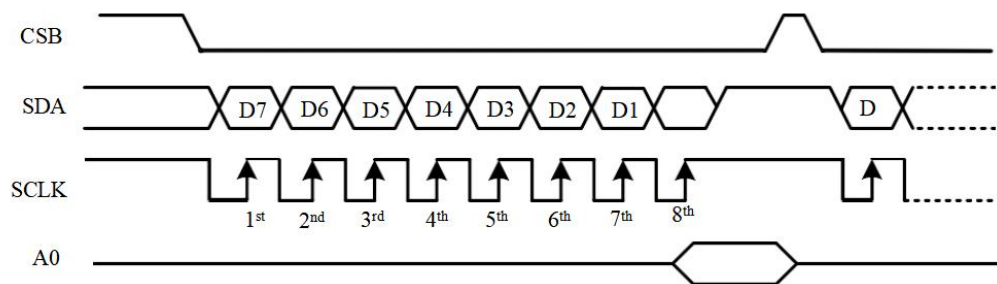 CSB
SDA D7 D6 D5 D4 D3 D2 D1 D
SCLK
1st 2nd 3rd 4th 5th 6th 7th 8th
A0